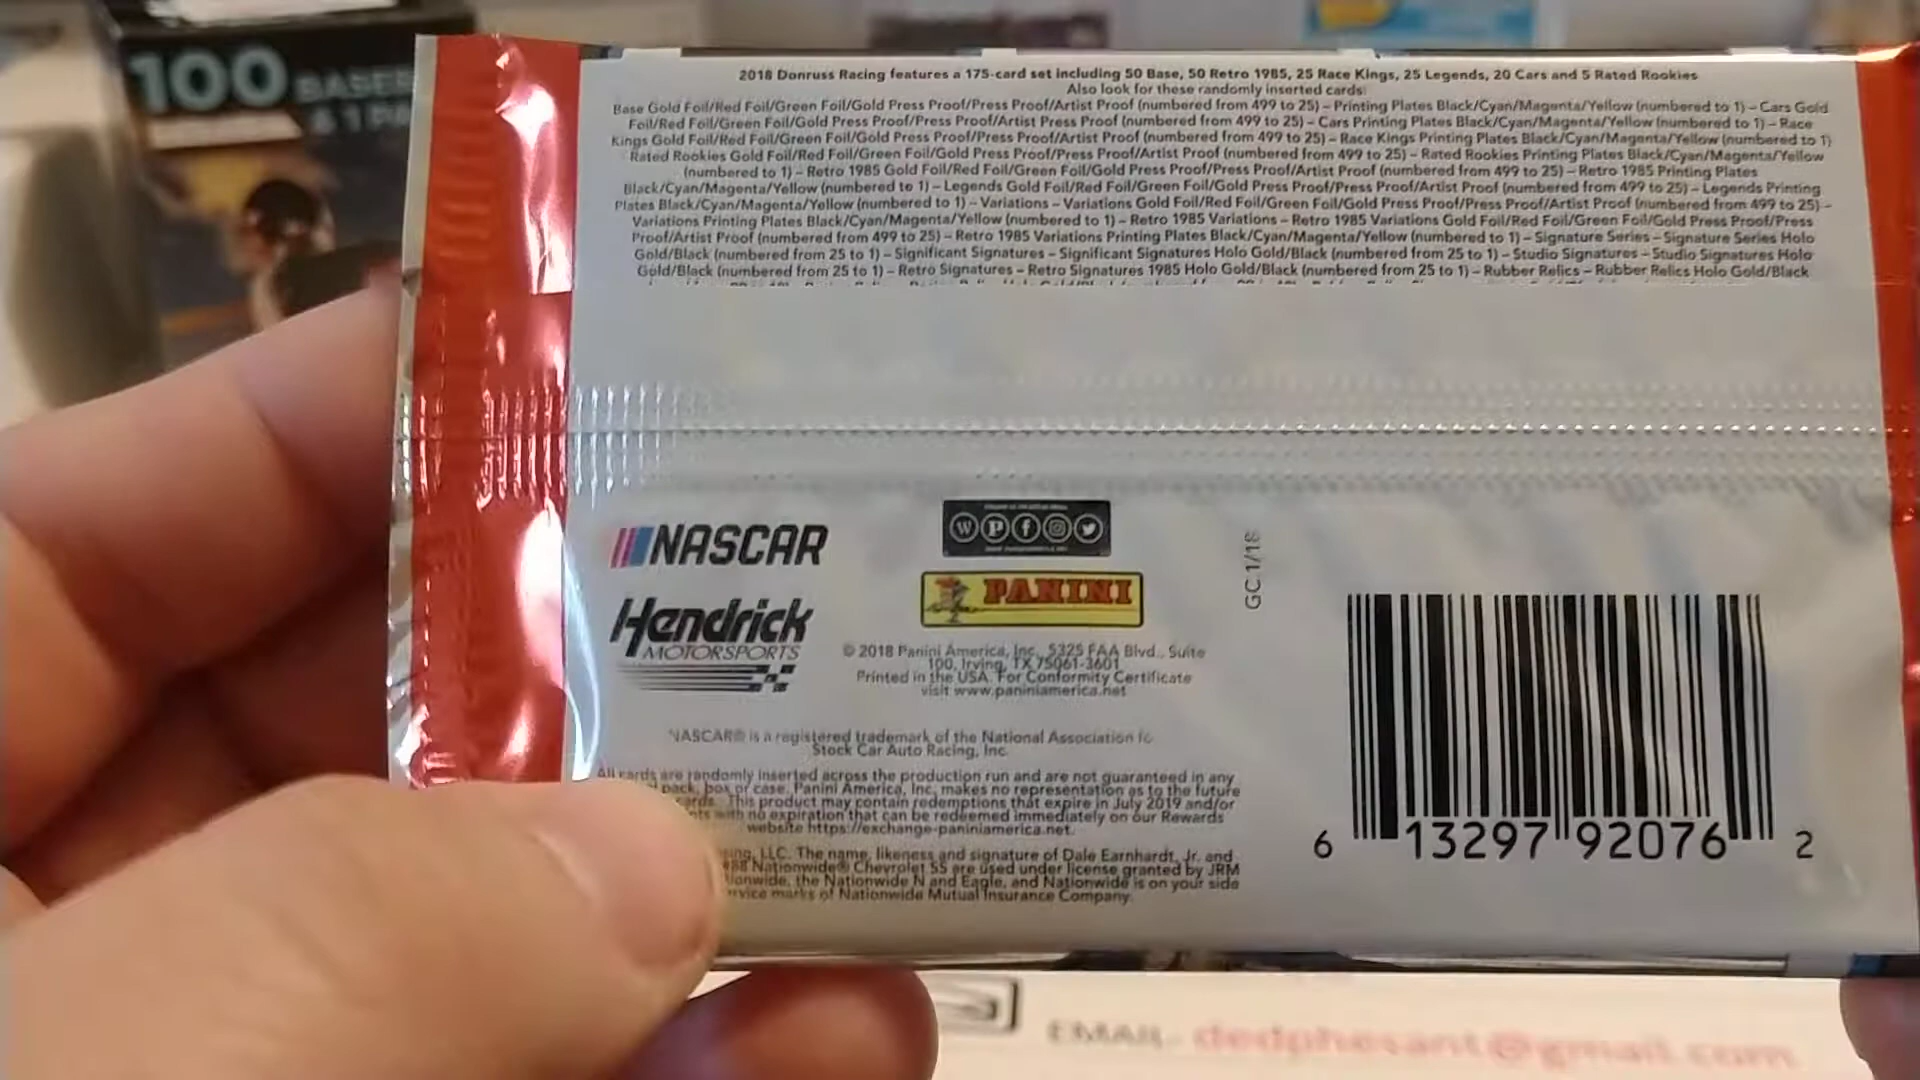 100 BASEB
& 1 Pa
2018 Donruss Racing features a 175-card set including 50 Base, 50 Retro 1985, 25 Race Kings, 25 Legends, 20 Cars and 5 Rated Rookies
Also look for these randomly inserted cards:
Base Gold Foil/Red Foil/Green Foil/Gold Press Proof/Press Proof/Artist Proof (numbered from 499 to 25) – Printing Plates Black/Cyan/Magenta/Yellow (numbered to 1) – Cars Gold
Foil/Red Foil/Green Foil/Gold Press Proof/Press Proof/Artist Press Proof (numbered from 499 to 25) – Cars Printing Plates Black/Cyan/Magenta/Yellow (numbered to 1) – Race
Kings Gold Foil/Red Foil/Green Foil/Gold Press Proof/Press Proof/Artist Proof (numbered from 499 to 25) – Race Kings Printing Plates Black/Cyan/Magenta/Yellow (numbered to 1)
Rated Rookies Gold Foil/Red Foil/Green Foil/Gold Press Proof/Press Proof/Artist Proof (numbered from 499 to 25) – Rated Rookies Printing Plates Black/Cyan/Magenta/Yellow
(numbered to 1) – Retro 1985 Gold Foil/Red Foil/Green Foil/Gold Press Proof/Press Proof/Artist Proof (numbered from 499 to 25) – Retro 1985 Printing Plates
Black/Cyan/Magenta/Yellow (numbered to 1) – Legends Gold Foil/Red Foil/Green Foil/Gold Press Proof/Press Proof/Artist Proof (numbered from 499 to 25) – Legends Printing
Plates Black/Cyan/Magenta/Yellow (numbered to 1) – Variations – Variations Gold Foil/Red Foil/Green Foil/Gold Press Proof/Press Proof/Artist Proof (numbered from 499 to 25) –
Variations Printing Plates Black/Cyan/Magenta/Yellow (numbered to 1) – Retro 1985 Variations – Retro 1985 Variations Gold Foil/Red Foil/Green Foil/Gold Press Proof/Press
Proof/Artist Proof (numbered from 499 to 25) – Retro 1985 Variations Printing Plates Black/Cyan/Magenta/Yellow (numbered to 1) – Signature Series – Signature Series Holo
Gold/Black (numbered from 25 to 1) – Significant Signatures – Significant Signatures Holo Gold/Black (numbered from 25 to 1) – Studio Signatures – Studio Signatures Holo
Gold/Black (numbered from 25 to 1) – Retro Signatures – Retro Signatures 1985 Holo Gold/Black (numbered from 25 to 1) – Rubber Relics – Rubber Relics Holo Gold/Black
NASCAR
Hendrick
MOTORSPORTS
PANINI
GC 1/18
© 2018 Panini America, Inc., 5325 FAA Blvd., Suite
100, Irving, TX 75061-3601
Printed in the USA. For Conformity Certificate
visit www.paniniamerica.net
NASCAR® is a registered trademark of the National Association fo
Stock Car Auto Racing, Inc.
All cards are randomly inserted across the production run and are not guaranteed in any
pack, box or case. Panini America, Inc. makes no representation as to the future
cards. This product may contain redemptions that expire in July 2019 and/or
nts with no expiration that can be redeemed immediately on our Rewards
website https://exchange-paniniamerica.net.
sing, LLC. The name, likeness and signature of Dale Earnhardt, Jr. and
#88 Nationwide® Chevrolet SS are used under license granted by JRM
ionwide, the Nationwide N and Eagle, and Nationwide is on your side
rvice marks of Nationwide Mutual Insurance Company.
6 13297 92076 2
EMAIL- dedphesant@gmail.com